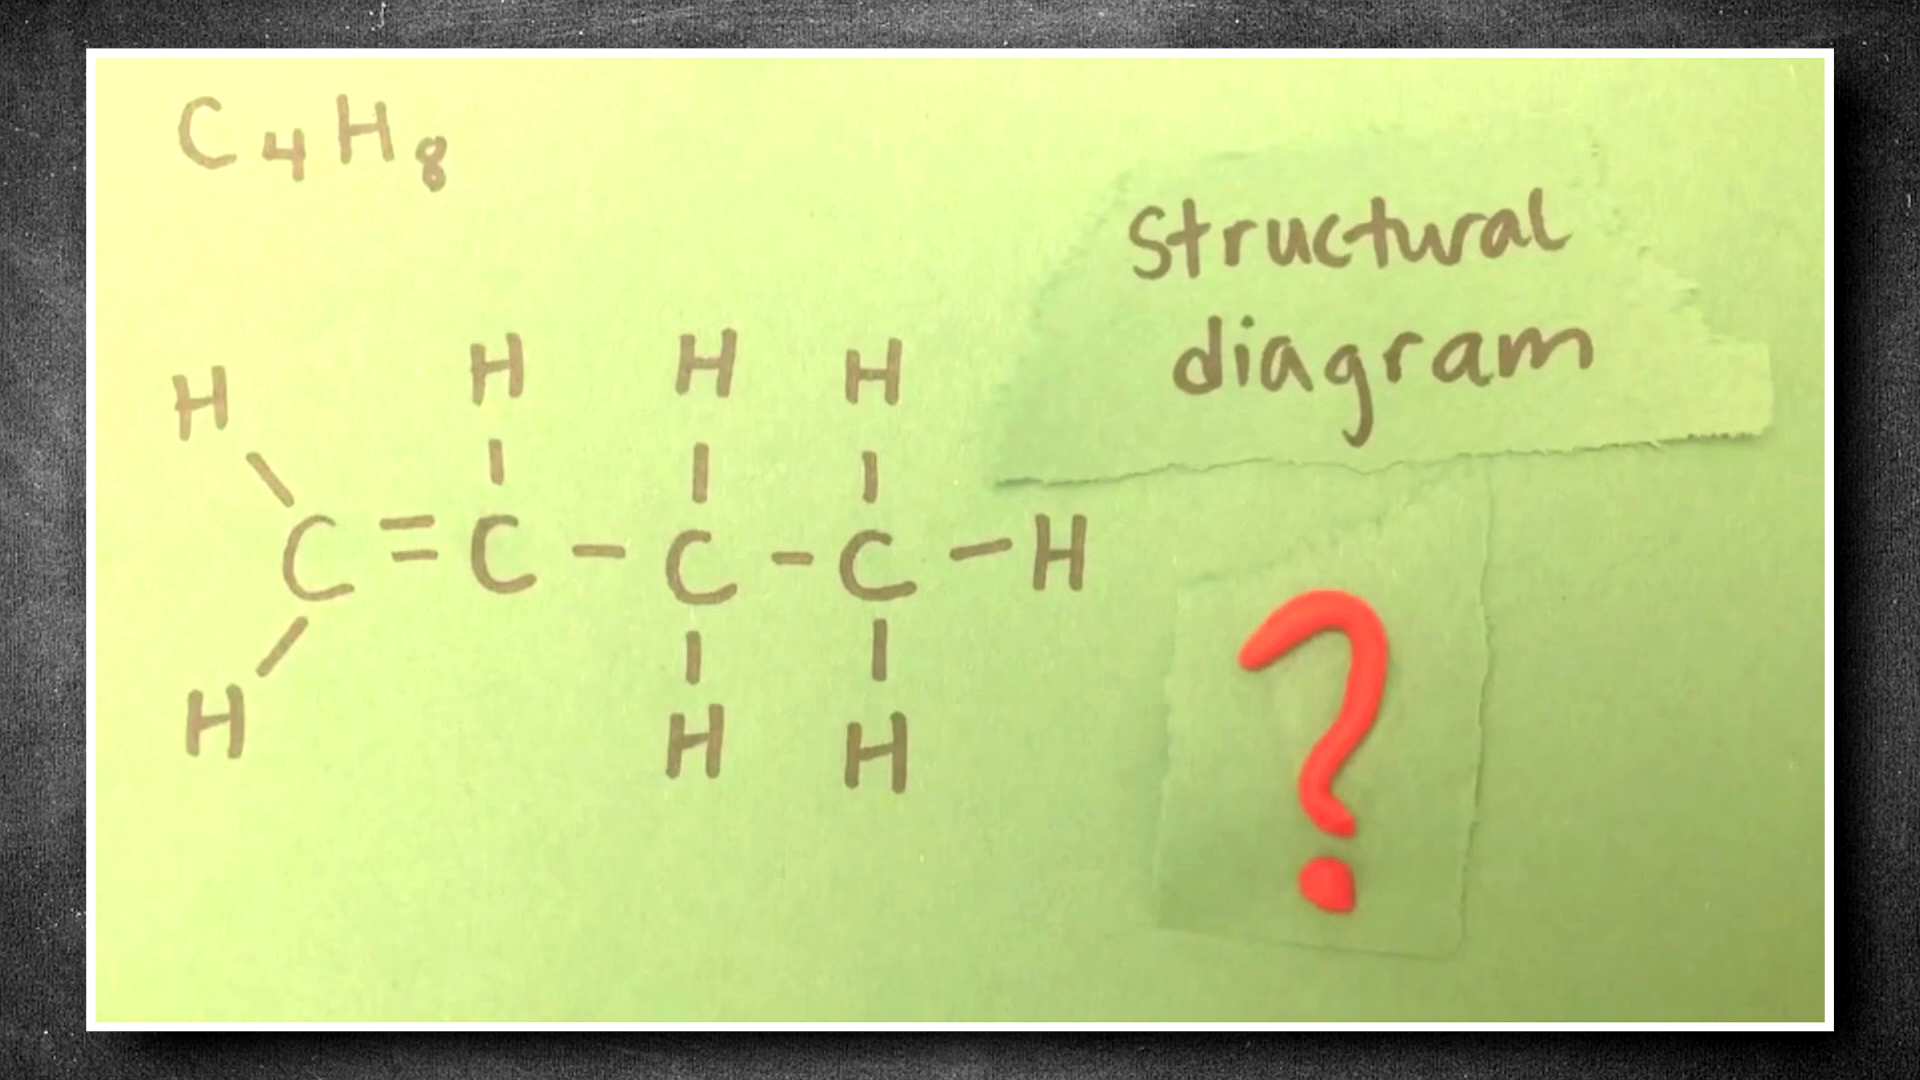 C4H8
Structural
diagram
H H H H
C = C - C - C - H
H H H
?